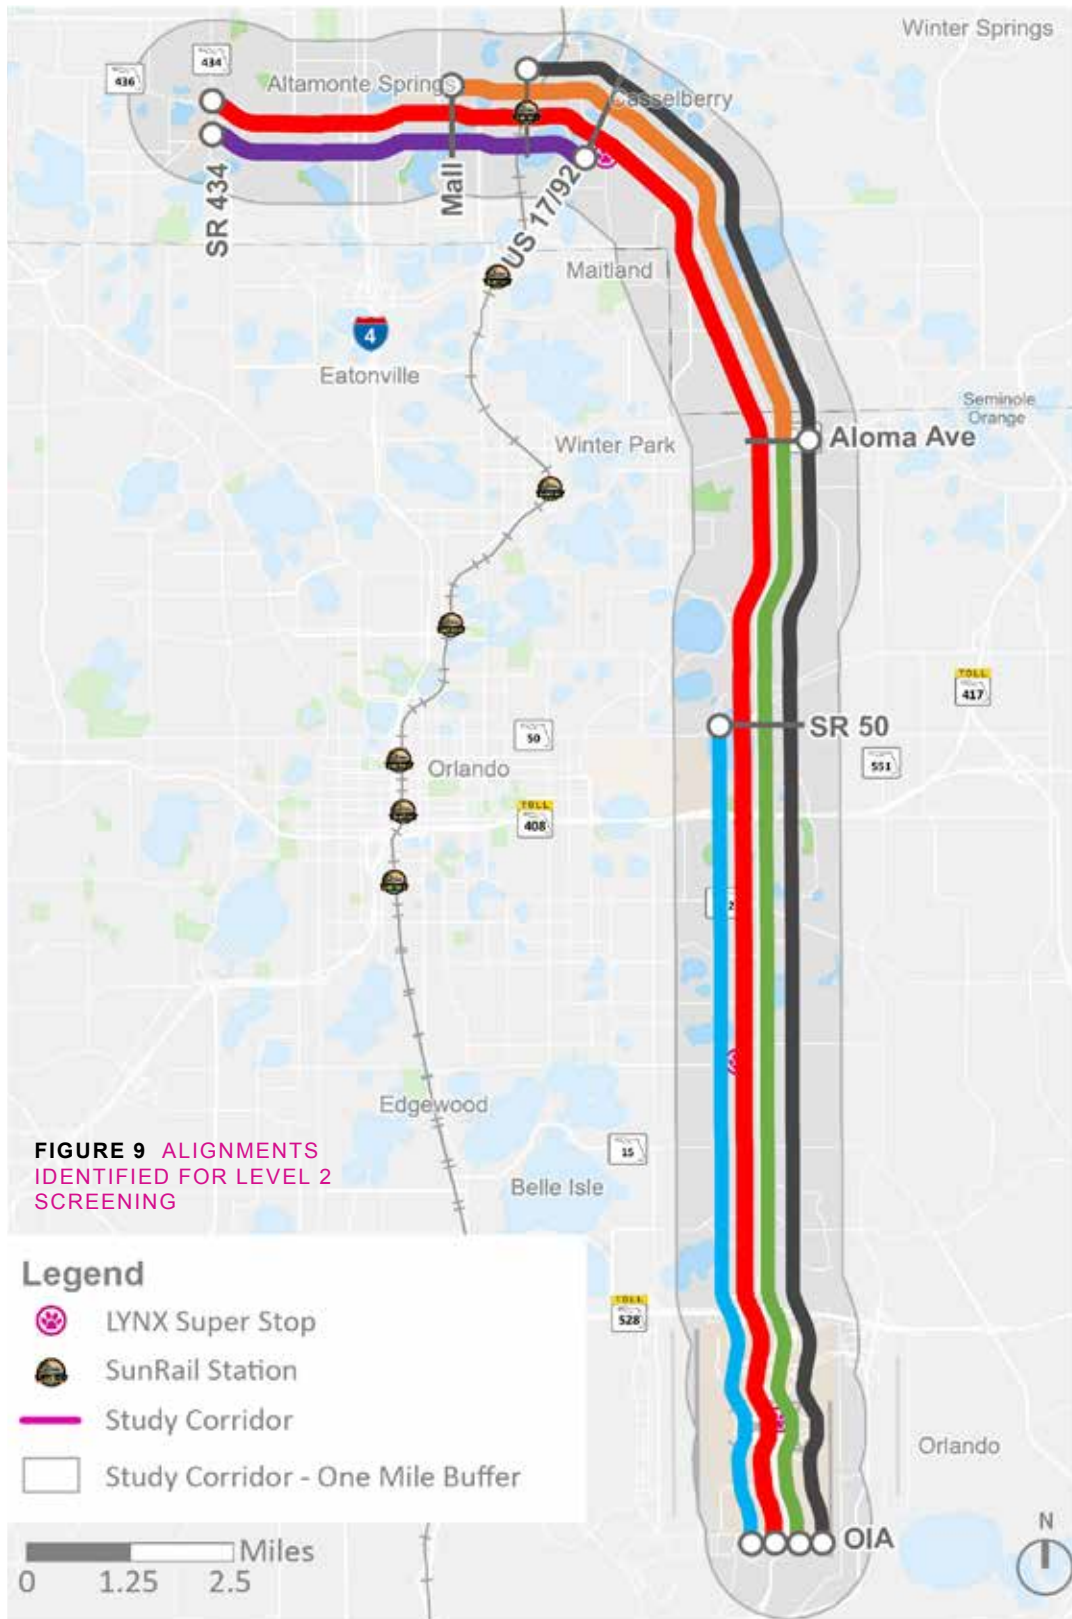 Winter Springs
434
436
Altamonte Springs
Casselberry
SR 434
Mall
US 17/92
Maitland
4
Eatonville
Seminole
Orange
Winter Park
Aloma Ave
TOLL
417
SR 50
50
551
Orlando
TOLL
408
Edgewood
FIGURE 9 ALIGNMENTS
IDENTIFIED FOR LEVEL 2
SCREENING
15
Belle Isle
Legend
TOLL
528
LYNX Super Stop
SunRail Station
Study Corridor
Orlando
Study Corridor - One Mile Buffer
N
OIA
Miles
0 1.25 2.5